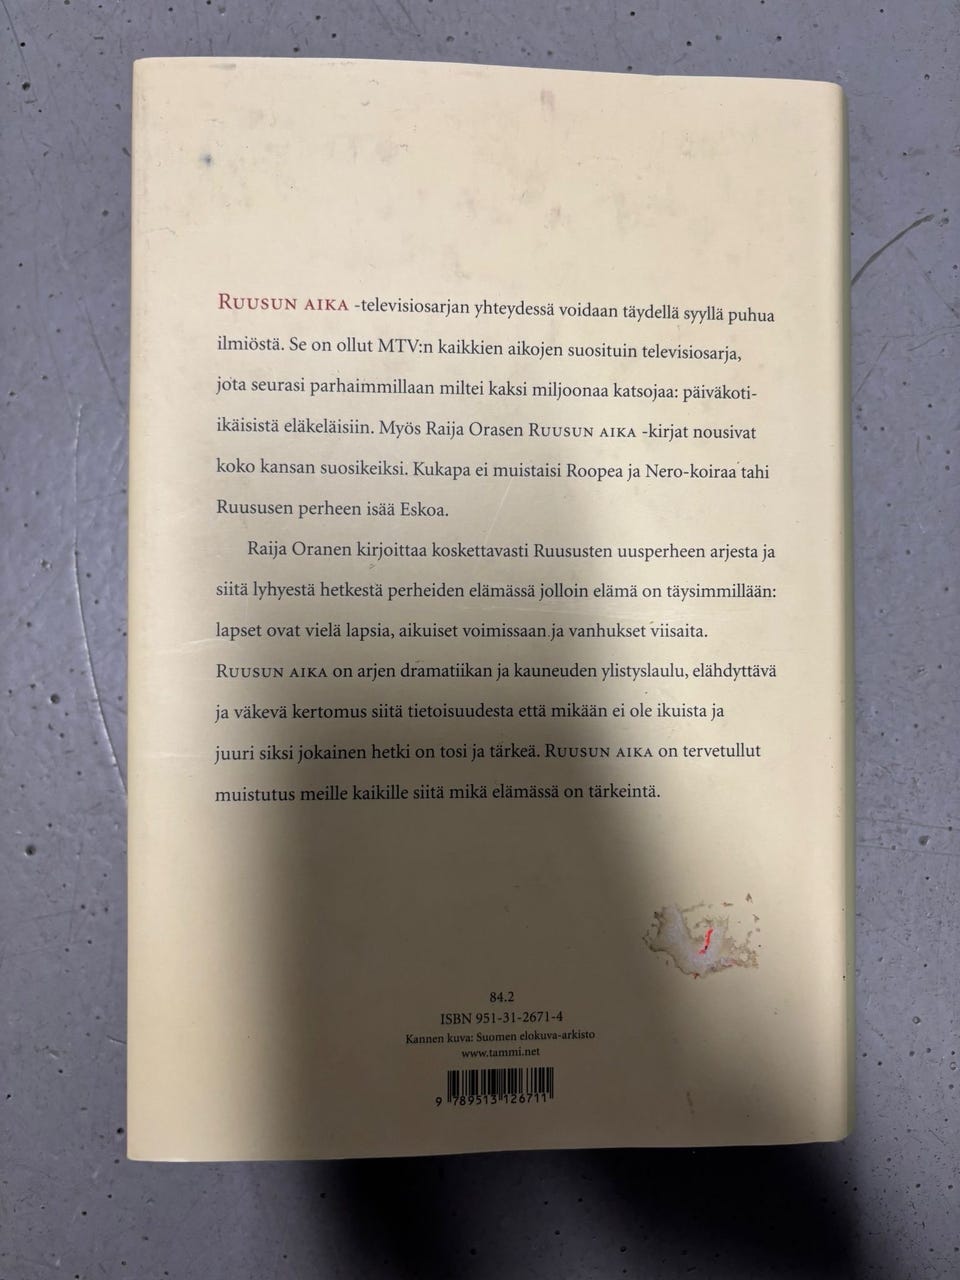 RUUSUN AIKA -televisiosarjan yhteydessä voidaan täydellä syyllä puhua
ilmiöstä. Se on ollut MTV:n kaikkien aikojen suosituin televisiosarja,
jota seurasi parhaimmillaan miltei kaksi miljoonaa katsojaa: päiväkoti-
ikäisistä eläkeläisiin. Myös Raija Orasen RUUSUN AIKA -kirjat nousivat
koko kansan suosikeiksi. Kukapa ei muistaisi Roopea ja Nero-koiraa tahi
Ruususen perheen isää Eskoa.
Raija Oranen kirjoittaa koskettavasti Ruususten uusperheen arjesta ja
siitä lyhyestä hetkestä perheiden elämässä jolloin elämä on täysimmillään:
lapset ovat vielä lapsia, aikuiset voimissaan ja vanhukset viisaita.
RUUSUN AIKA on arjen dramatiikan ja kauneuden ylistyslaulu, elähdyttävä
ja väkevä kertomus siitä tietoisuudesta että mikään ei ole ikuista ja
juuri siksi jokainen hetki on tosi ja tärkeä. RUUSUN AIKA on tervetullut
muistutus meille kaikille siitä mikä elämässä on tärkeintä.
84.2
ISBN 951-31-2671-4
Kannen kuva: Suomen elokuva-arkisto
www.tammi.net
9 789513 126711